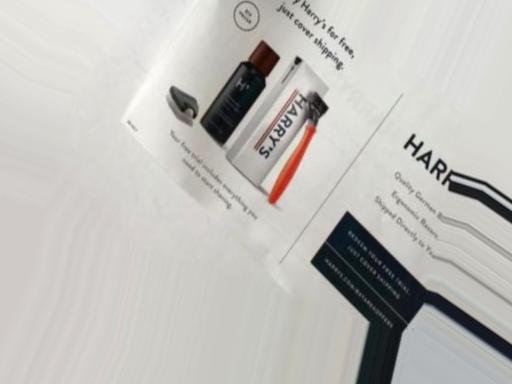 Harry's for free,
just cover shipping.
H'
HARRY'S
Your free trial includes everything you
need to start shaving.
Quality German
Ergonomic Razors,
Shipped Directly to
REDEEM YOUR FREE TRIAL,
JUST COVER SHIPPING